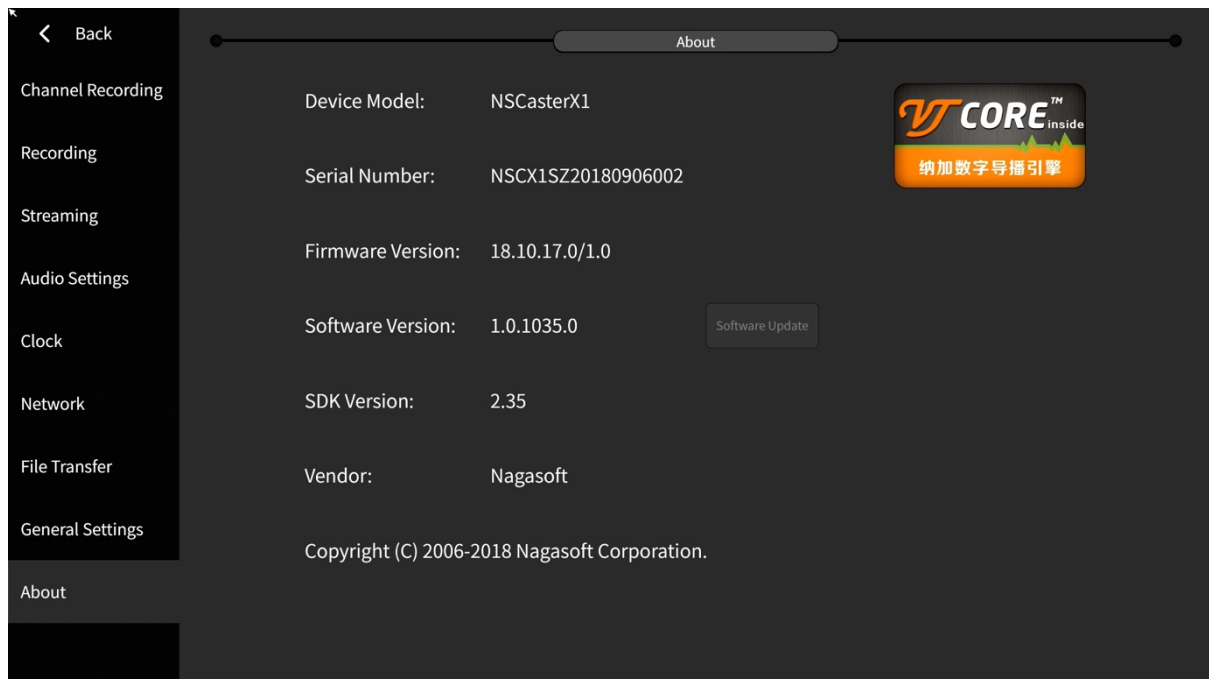 Back
Channel Recording
Recording
Streaming
Audio Settings
Clock
Network
File Transfer
General Settings
About
About
Device Model: NSCasterX1
Serial Number: NSCX1SZ20180906002
Firmware Version: 18.10.17.0/1.0
Software Version: 1.0.1035.0 Software Update
SDK Version: 2.35
Vendor: Nagasoft
Copyright (C) 2006-2018 Nagasoft Corporation.
VJ CORE™ inside
纳加数字导播引擎